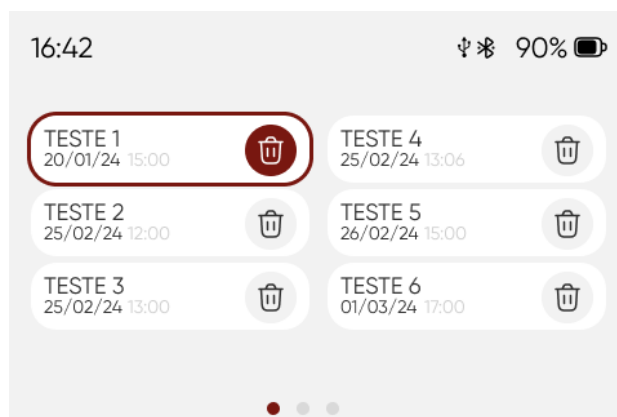 16:42 90%
TESTE 1
20/01/24 15:00
TESTE 2
25/02/24 12:00
TESTE 3
25/02/24 13:00
TESTE 4
25/02/24 13:06
TESTE 5
26/02/24 15:00
TESTE 6
01/03/24 17:00